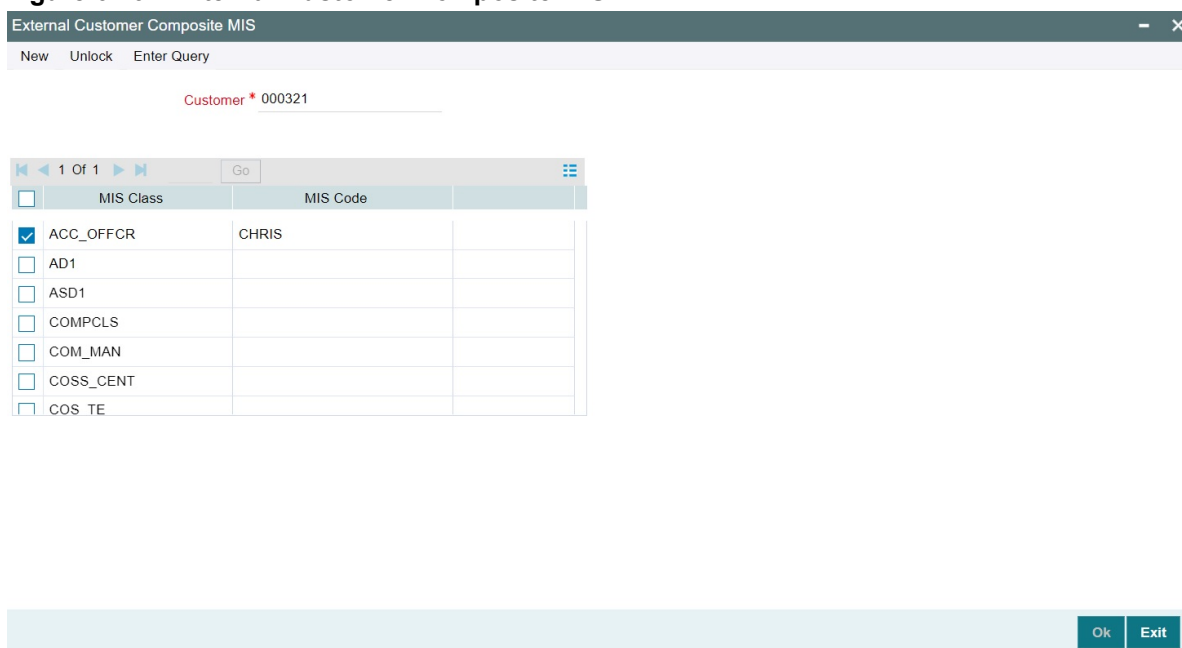 External Customer Composite MIS
New Unlock Enter Query
Customer * 000321
1 Of 1 Go
MIS Class MIS Code
ACC_OFFCR CHRIS
AD1
ASD1
COMPCLS
COM_MAN
COSS_CENT
COS_TE
Ok Exit